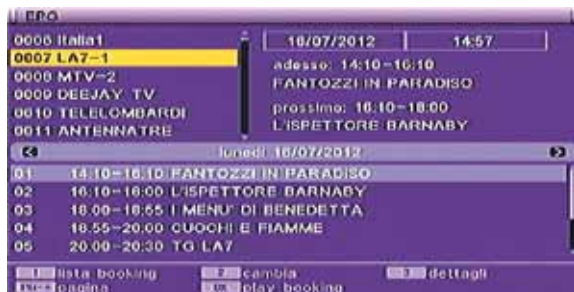 EPG
0006 Italia1
0007 LA7-1
0008 MTV-2
0009 DEEJAY TV
0010 TELELOMBARDI
0011 ANTENNATRE
16/07/2012 14:57
adesso: 14:10-16:10
FANTOZZI IN PARADISO
prossimo: 16:10-18:00
L'ISPETTORE BARNABY
lunedì 16/07/2012
01 14:10-16:10 FANTOZZI IN PARADISO
02 16:10-18:00 L'ISPETTORE BARNABY
03 18:00-18:55 I MENU' DI BENEDETTA
04 18:55-20:00 CUOCHI E FIAMME
05 20:00-20:30 TG LA7
1 lista booking 2 cambia 3 dettagli
pagina OK play booking